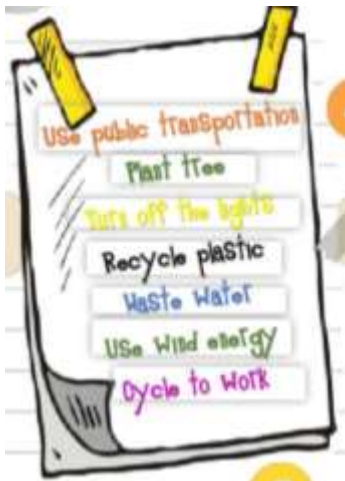 Use public transportation
Plant tree
Turn off the lights
Recycle plastic
Waste water
Use wind energy
Cycle to work